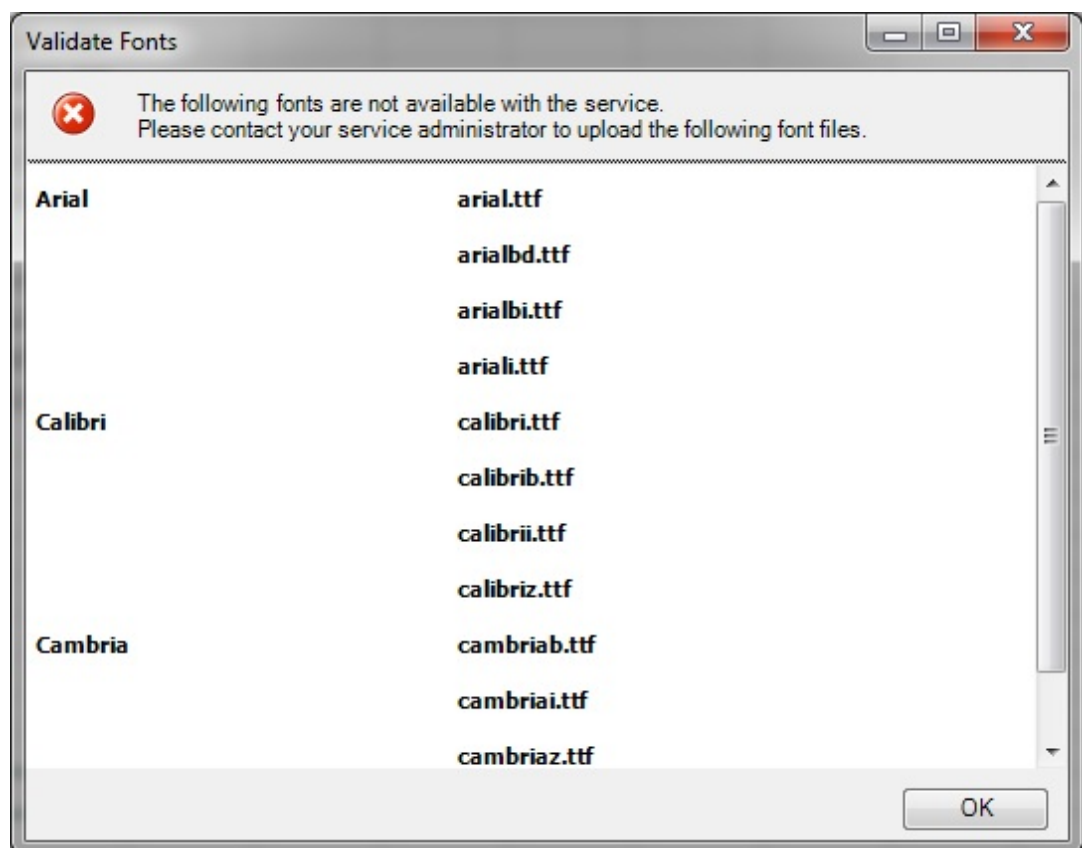 Validate Fonts
The following fonts are not available with the service.
Please contact your service administrator to upload the following font files.
Arial arial.ttf
arialbd.ttf
arialbi.ttf
ariali.ttf
Calibri calibri.ttf
calibrib.ttf
calibrii.ttf
calibriz.ttf
Cambria cambriab.ttf
cambriai.ttf
cambriaz.ttf
OK